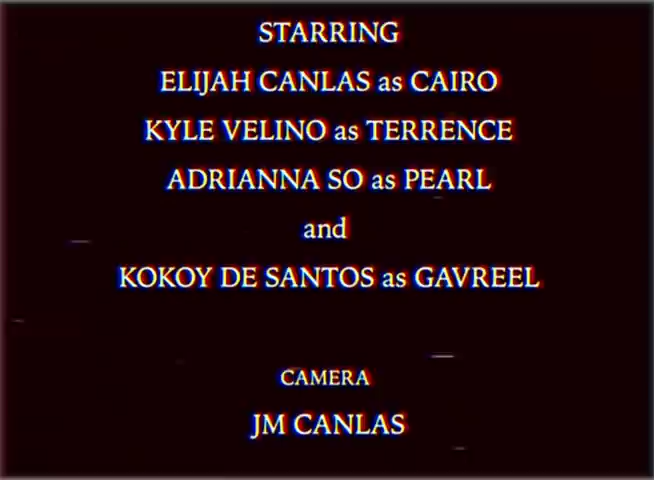 STARRING
ELIJAH CANLAS as CAIRO
KYLE VELINO as TERRENCE
ADRIANNA SO as PEARL
and
KOKOY DE SANTOS as GAVREEL
CAMERA
JM CANLAS